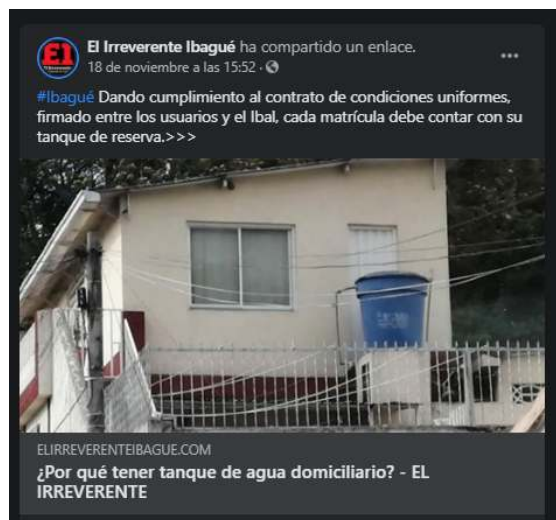 El Irreverente Ibagué ha compartido un enlace.
18 de noviembre a las 15:52 ·
#Ibagué Dando cumplimiento al contrato de condiciones uniformes,
firmado entre los usuarios y el Ibal, cada matrícula debe contar con su
tanque de reserva.>>>
ELIRREVERENTEIBAGUE.COM
¿Por qué tener tanque de agua domiciliario? - EL
IRREVERENTE